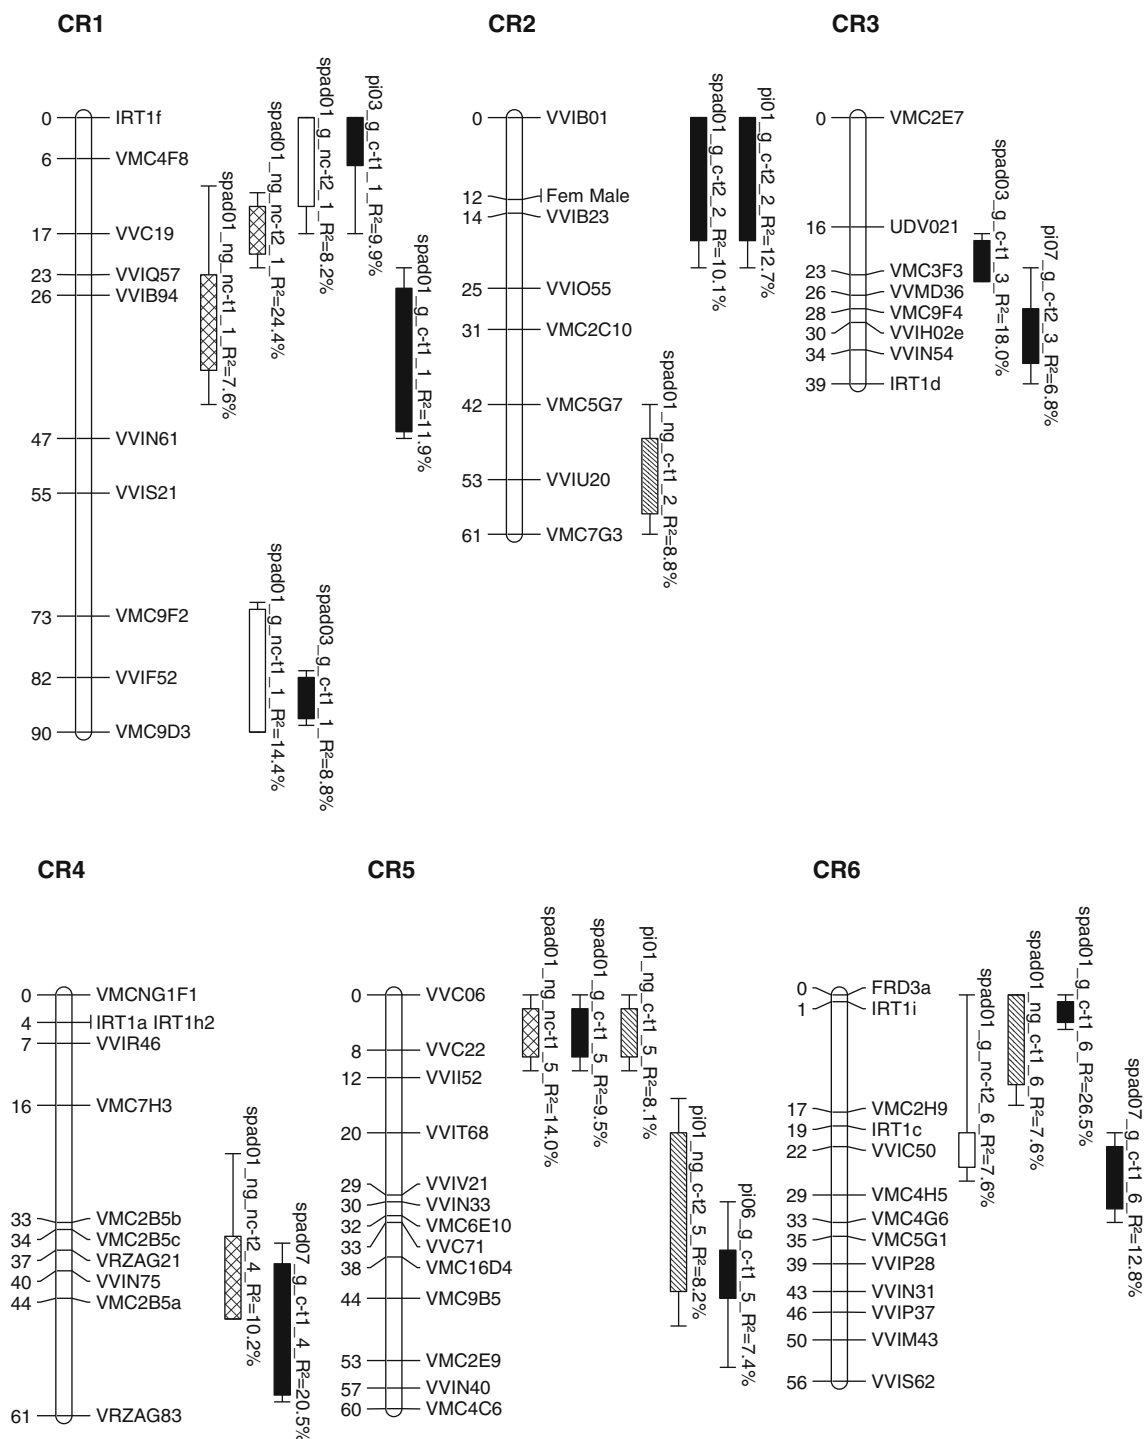 CR1
0 IRT1f
6 VMC4F8
17 VVC19
23 VVIQ57
26 VVIB94
47 VVIN61
55 VVIS21
73 VMC9F2
82 VVIF52
90 VMC9D3
spad01_ng_nc-t1_1_R²=7.6%
spad01_ng_nc-t2_1_R²=24.4%
spad01_g_nc-t2_1_R²=8.2%
pi03_g_c-t1_1_R²=9.9%
spad01_g_c-t1_1_R²=11.9%
spad01_g_nc-t1_1_R²=14.4%
spad03_g_c-t1_1_R²=8.8%
CR2
0 VVIB01
12 Fem Male
14 VVIB23
25 VVIO55
31 VMC2C10
42 VMC5G7
53 VVIU20
61 VMC7G3
spad01_ng_c-t1_2_R²=8.8%
spad01_g_c-t2_2_R²=10.1%
pi01_g_c-t2_2_R²=12.7%
CR3
0 VMC2E7
16 UDV021
23 VMC3F3
26 VVMD36
28 VMC9F4
30 VVIH02e
34 VVIN54
39 IRT1d
spad03_g_c-t1_3_R²=18.0%
pi07_g_c-t2_3_R²=6.8%
CR4
0 VMCNG1F1
4 IRT1a IRT1h2
7 VVIR46
16 VMC7H3
33 VMC2B5b
34 VMC2B5c
37 VRZAG21
40 VVIN75
44 VMC2B5a
61 VRZAG83
spad01_ng_nc-t2_4_R²=10.2%
spad07_g_c-t1_4_R²=20.5%
CR5
0 VVC06
8 VVC22
12 VVII52
20 VVIT68
29 VVIV21
30 VVIN33
32 VMC6E10
33 VVC71
38 VMC16D4
44 VMC9B5
53 VMC2E9
57 VVIN40
60 VMC4C6
spad01_ng_nc-t1_5_R²=14.0%
spad01_g_c-t1_5_R²=9.5%
pi01_ng_c-t1_5_R²=8.1%
pi01_ng_c-t2_5_R²=8.2%
pi06_g_c-t1_5_R²=7.4%
CR6
0 FRD3a
1 IRT1i
17 VMC2H9
19 IRT1c
22 VVIC50
29 VMC4H5
33 VMC4G6
35 VMC5G1
39 VVIP28
43 VVIN31
46 VVIP37
50 VVIM43
56 VVIS62
spad01_g_nc-t2_6_R²=7.6%
spad01_ng_c-t1_6_R²=7.6%
spad01_g_c-t1_6_R²=26.5%
spad07_g_c-t1_6_R²=12.8%